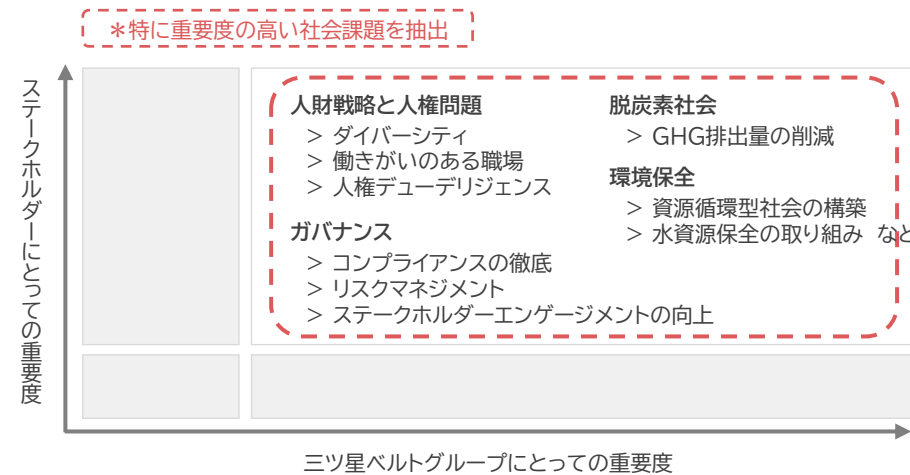 ＊特に重要度の高い社会課題を抽出
ステークホルダーにとっての重要度
人財戦略と人権問題
> ダイバーシティ
> 働きがいのある職場
> 人権デューデリジェンス
ガバナンス
> コンプライアンスの徹底
> リスクマネジメント
> ステークホルダーエンゲージメントの向上
脱炭素社会
> GHG排出量の削減
環境保全
> 資源循環型社会の構築
> 水資源保全の取り組み など
三ツ星ベルトグループにとっての重要度